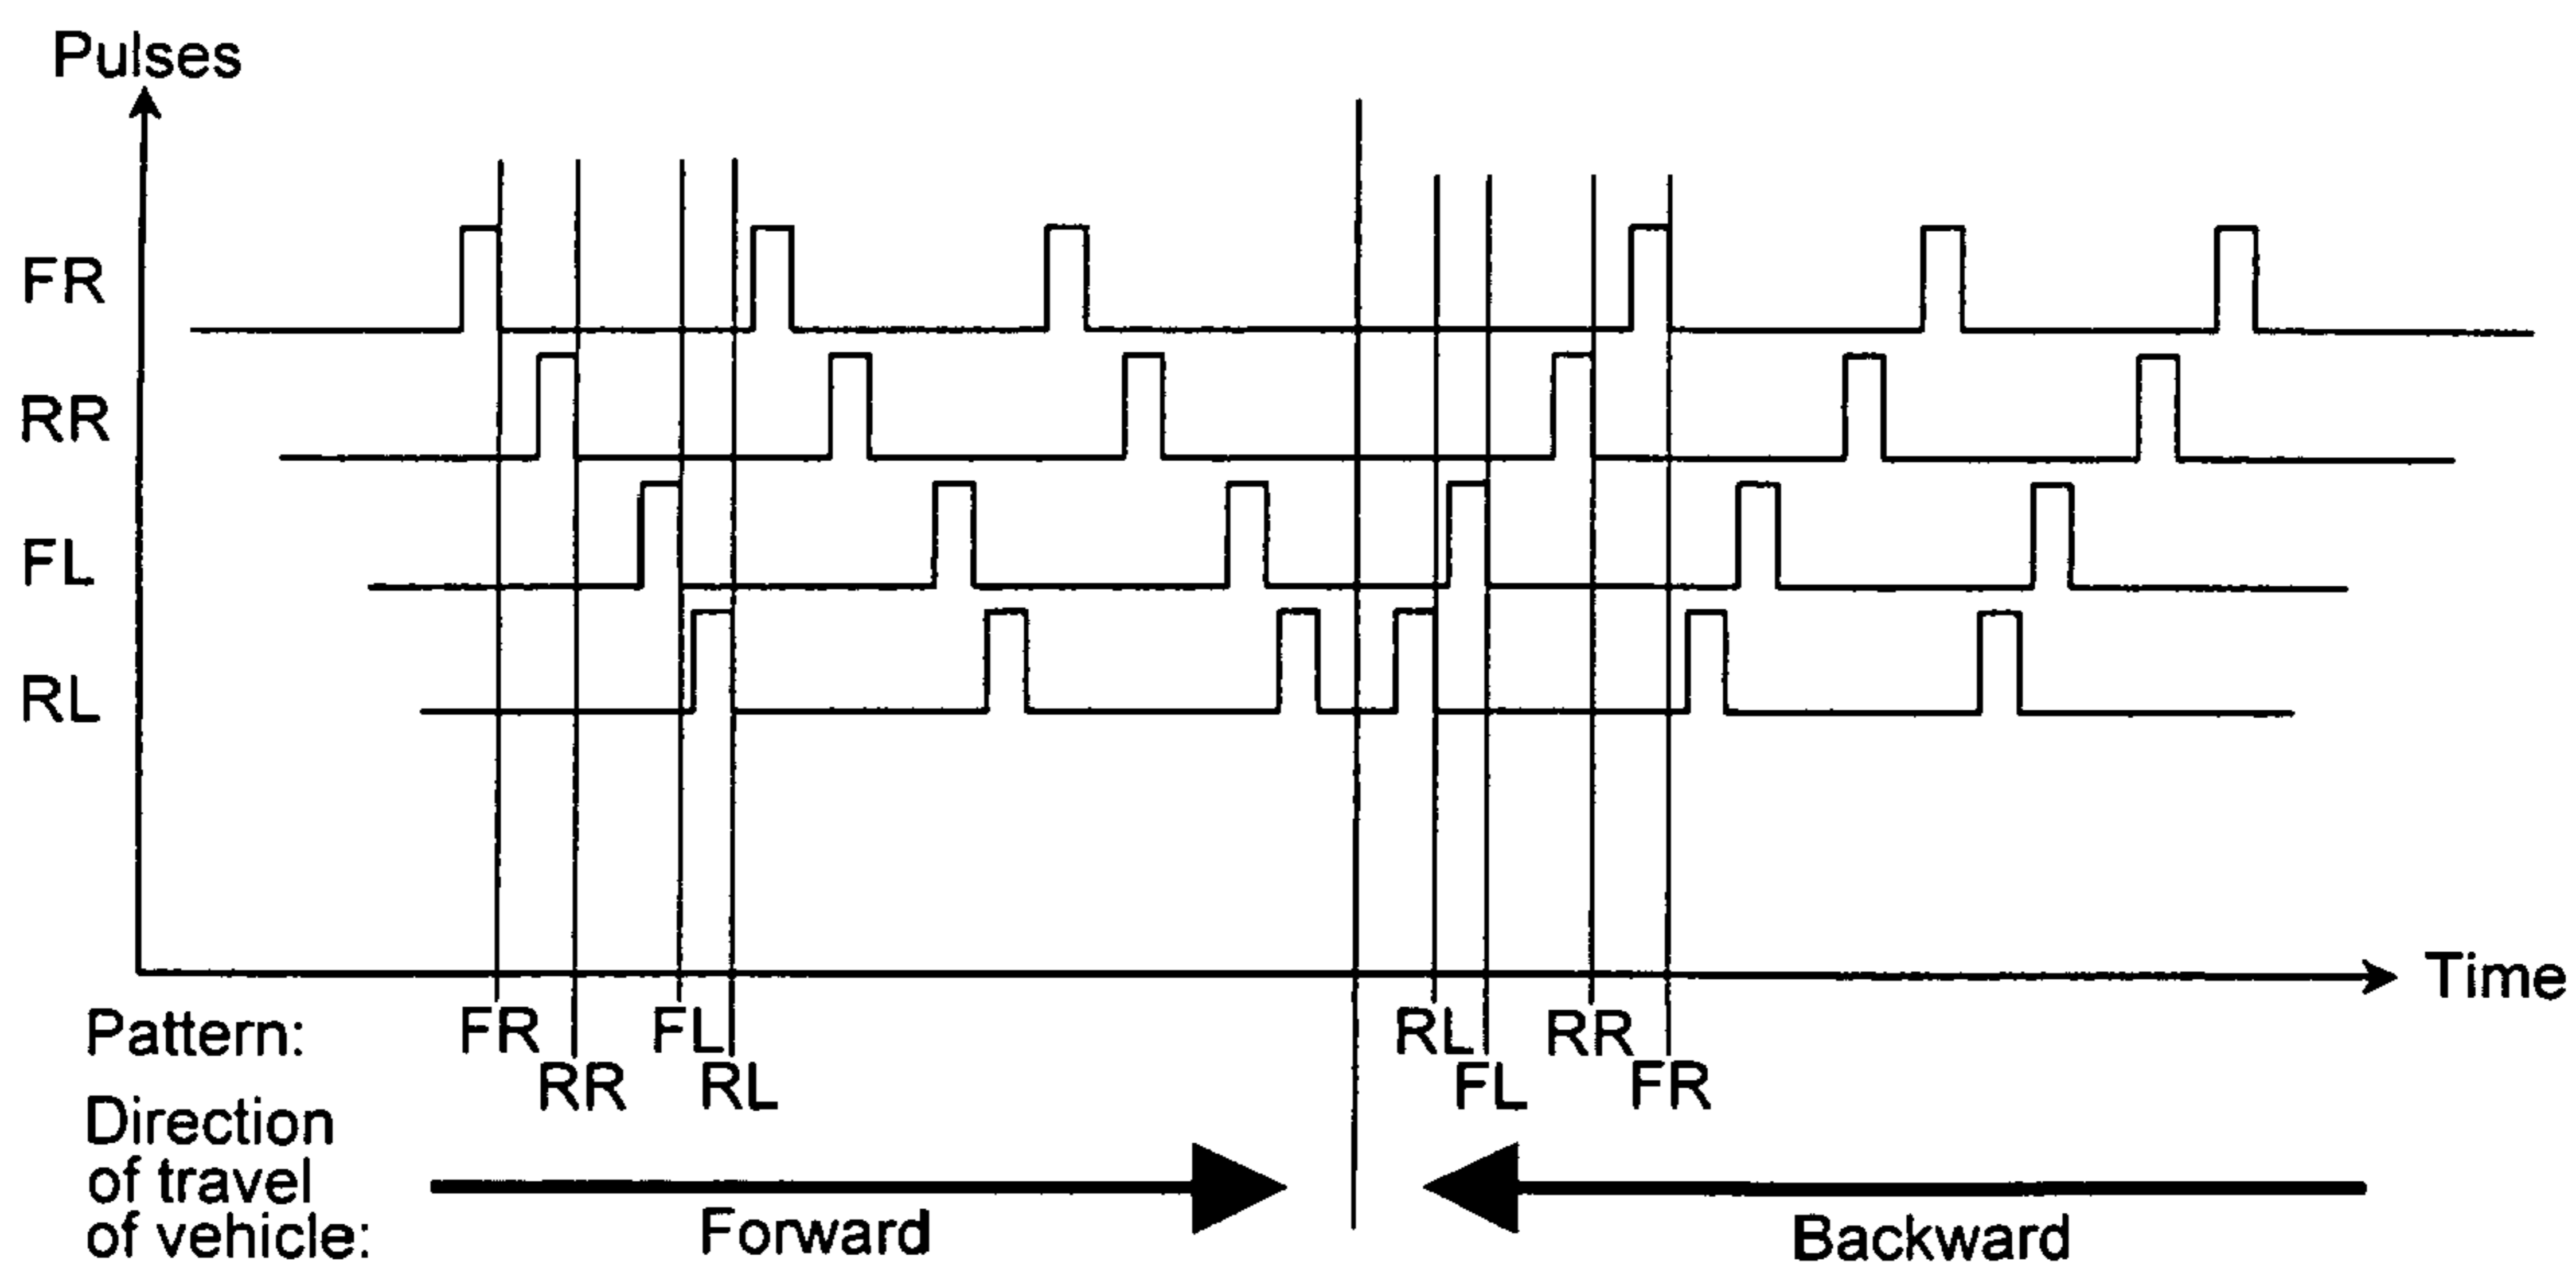 Pulses
FR
RR
FL
RL
Time
Pattern: FR FL RL RR
RR RL FL FR
Direction
of travel
of vehicle:
Forward
Backward